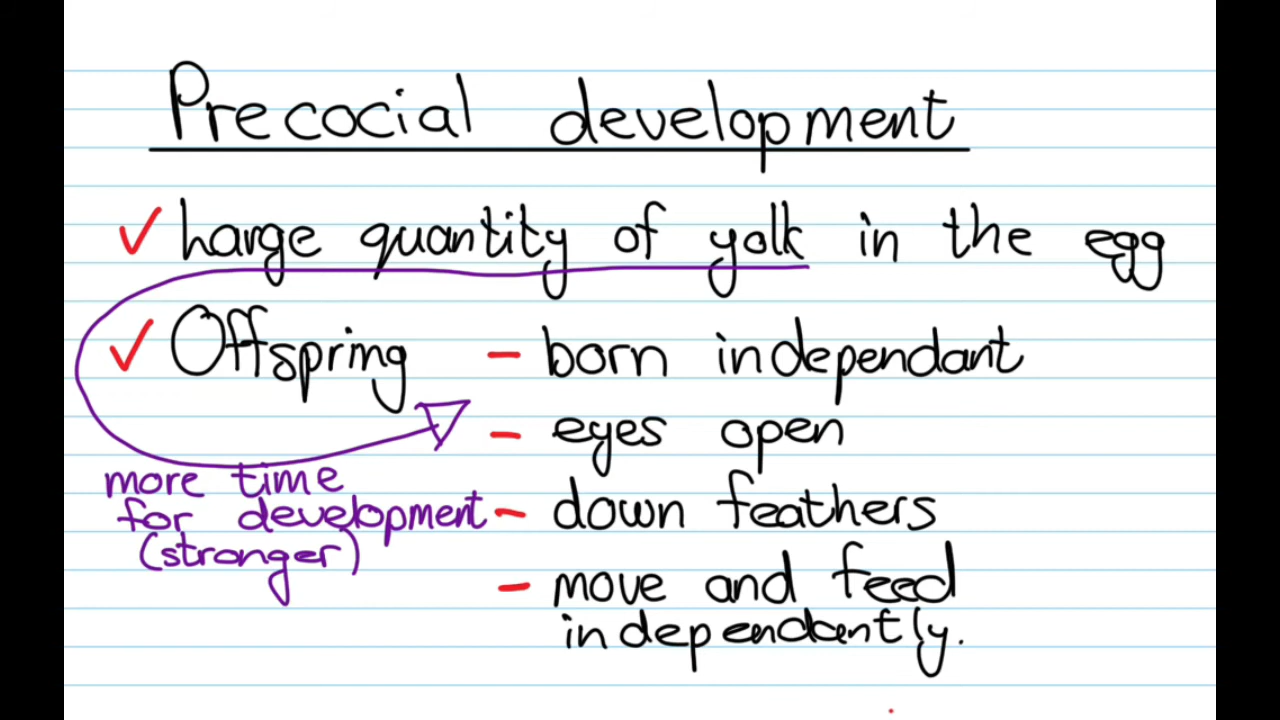 Precocial development
✓ Large quantity of yolk in the egg
✓ Offspring - born independant
- eyes open
more time
for development - down feathers
(stronger)
- move and feed
independantly.